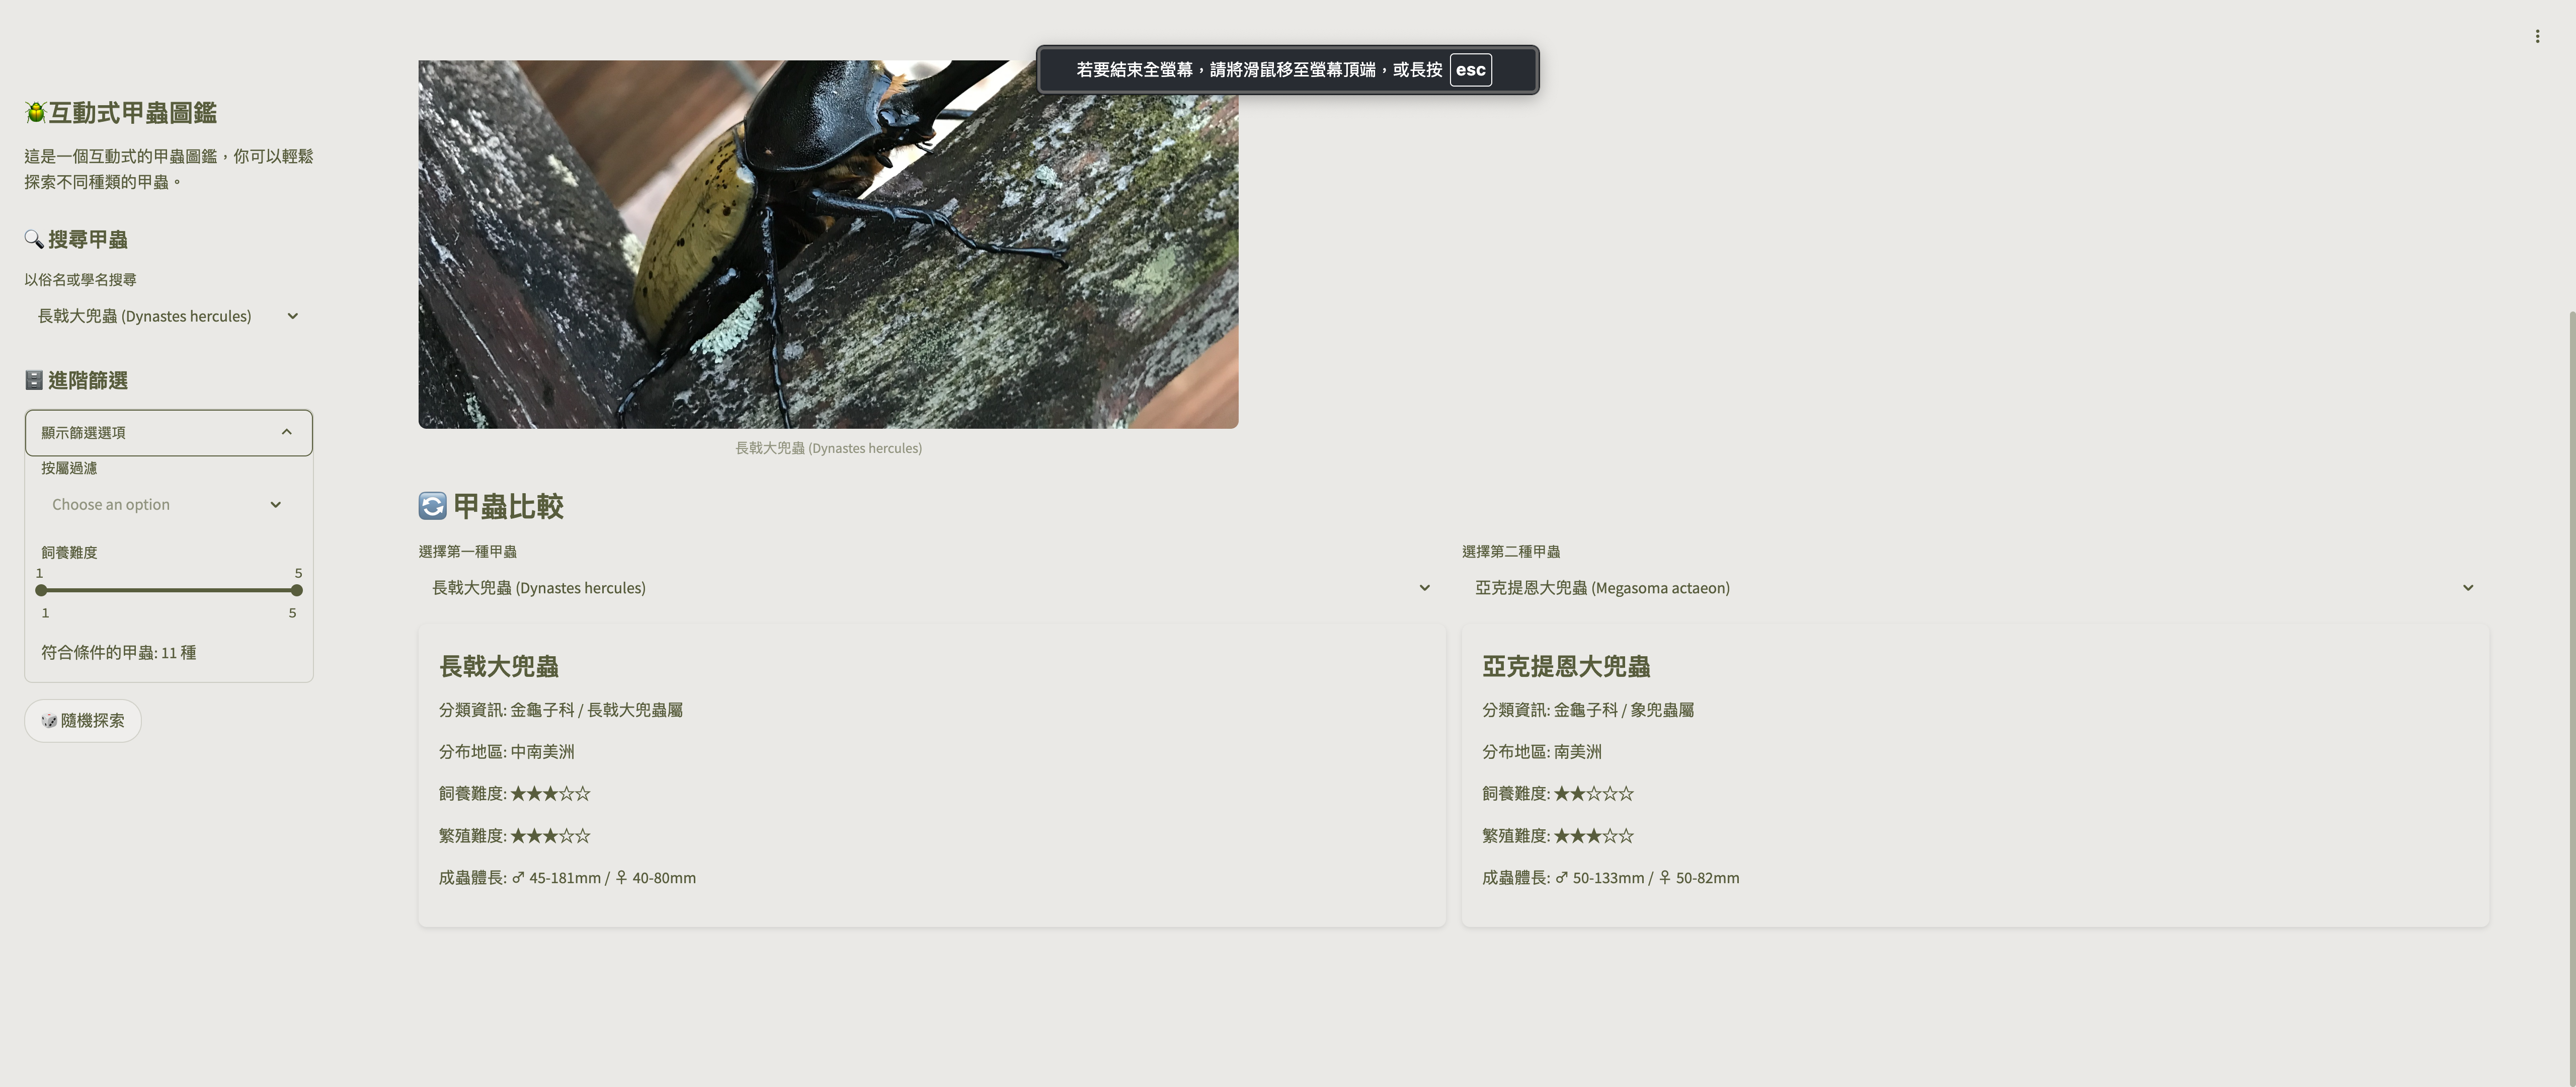 若要結束全螢幕，請將滑鼠移至螢幕頂端，或長按 esc
互動式甲蟲圖鑑
這是一個互動式的甲蟲圖鑑，你可以輕鬆
探索不同種類的甲蟲。
搜尋甲蟲
以俗名或學名搜尋
長戟大兜蟲 (Dynastes hercules)
進階篩選
顯示篩選選項
按屬過濾
Choose an option
飼養難度
1 5
1 5
符合條件的甲蟲: 11 種
隨機探索
長戟大兜蟲 (Dynastes hercules)
甲蟲比較
選擇第一種甲蟲
長戟大兜蟲 (Dynastes hercules)
長戟大兜蟲
分類資訊: 金龜子科 / 長戟大兜蟲屬
分布地區: 中南美洲
飼養難度: ★★★☆☆
繁殖難度: ★★★☆☆
成蟲體長: ♂ 45-181mm / ♀ 40-80mm
選擇第二種甲蟲
亞克提恩大兜蟲 (Megasoma actaeon)
亞克提恩大兜蟲
分類資訊: 金龜子科 / 象兜蟲屬
分布地區: 南美洲
飼養難度: ★★☆☆☆
繁殖難度: ★★★☆☆
成蟲體長: ♂ 50-133mm / ♀ 50-82mm